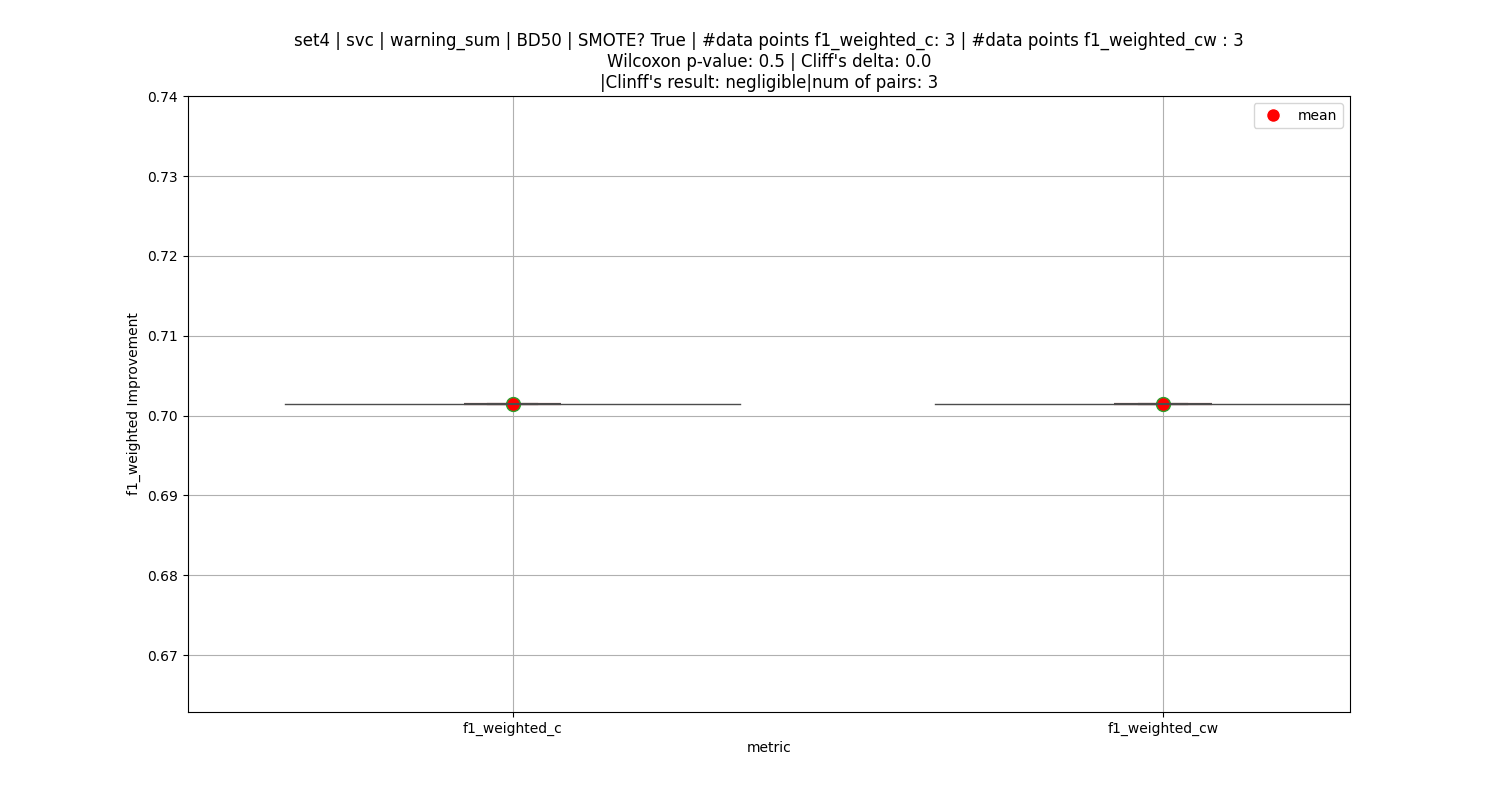 set4 | svc | warning_sum | BD50 | SMOTE? True | #data points f1_weighted_c: 3 | #data points f1_weighted_cw : 3
Wilcoxon p-value: 0.5 | Cliff's delta: 0.0
|Clinff's result: negligible|num of pairs: 3
mean
0.74
0.73
0.72
0.71
0.70
0.69
0.68
0.67
f1_weighted Improvement
f1_weighted_c
f1_weighted_cw
metric